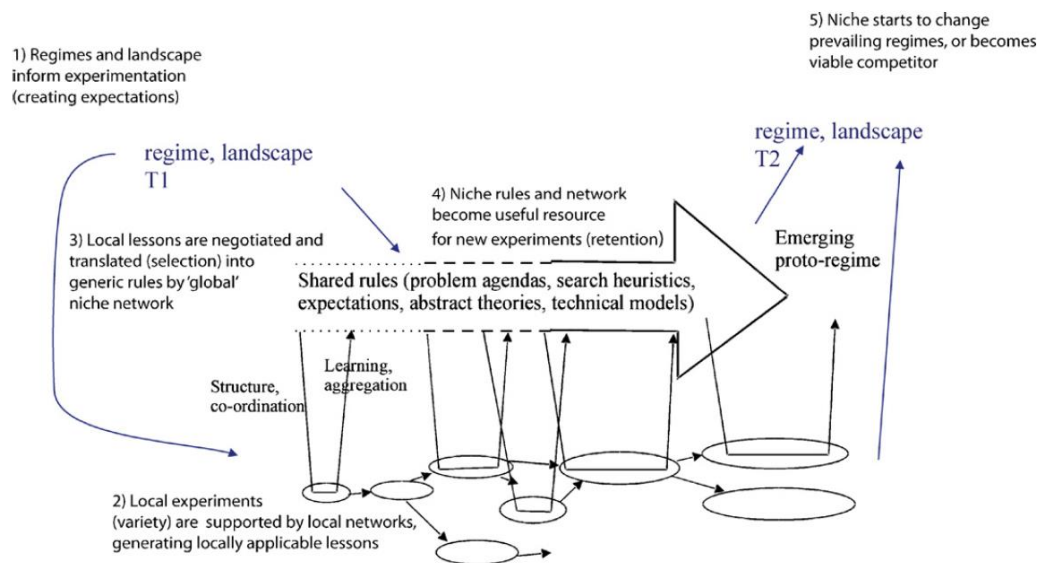 1) Regimes and landscape
inform experimentation
(creating expectations)
5) Niche starts to change
prevailing regimes, or becomes
viable competitor
regime, landscape
T1
regime, landscape
T2
3) Local lessons are negotiated and
translated (selection) into
generic rules by 'global'
niche network
4) Niche rules and network
become useful resource
for new experiments (retention)
Shared rules (problem agendas, search heuristics,
expectations, abstract theories, technical models)
Emerging
proto-regime
Structure,
co-ordination
Learning,
aggregation
2) Local experiments
(variety) are supported by local networks,
generating locally applicable lessons